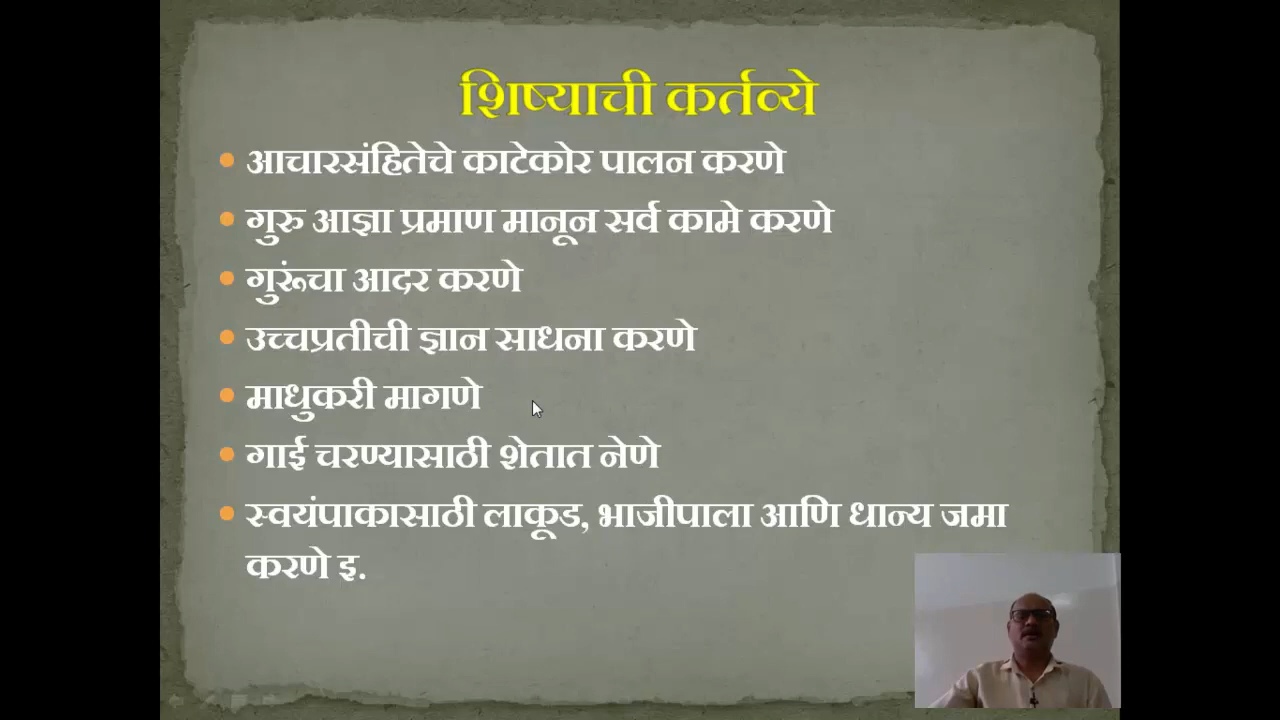 शिष्याची कर्तव्ये
आचारसंहितेचे काटेकोर पालन करणे
गुरु आज्ञा प्रमाण मानून सर्व कामे करणे
गुरूंचा आदर करणे
उच्चप्रतीची ज्ञान साधना करणे
माधुकरी मागणे
गाई चरण्यासाठी शेतात नेणे
स्वयंपाकासाठी लाकूड, भाजीपाला आणि धान्य जमा
करणे इ.